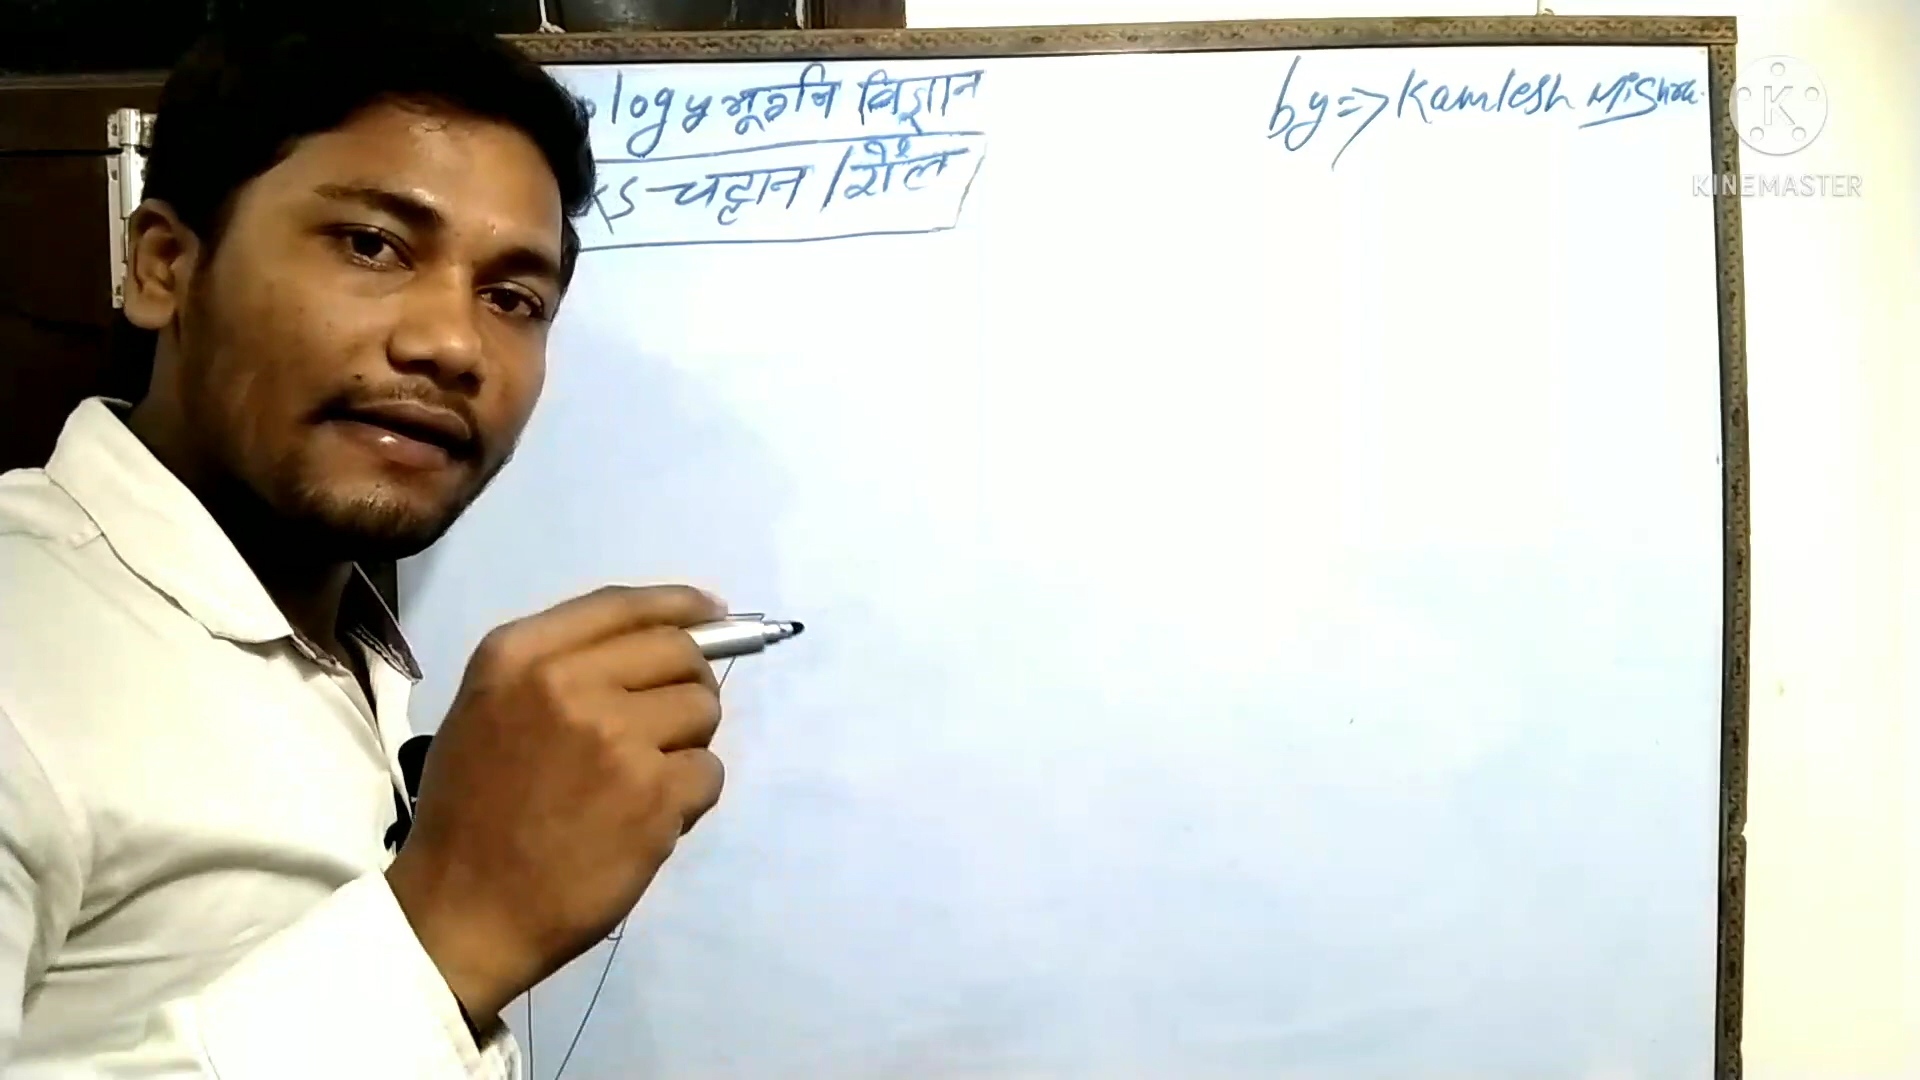 ology भूगर्भ विज्ञान
ks-चट्टान /शैल
by=> Kamlesh Mishra.
K
KINEMASTER